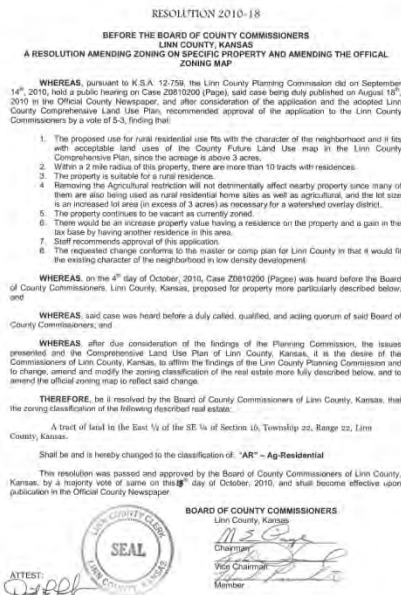 RESOLUTION 2010-18
BEFORE THE BOARD OF COUNTY COMMISSIONERS
LINN COUNTY, KANSAS
A RESOLUTION AMENDING ZONING ON SPECIFIC PROPERTY AND AMENDING THE OFFICAL
ZONING MAP
WHEREAS, pursuant to K.S.A. 12-759, the Linn County Planning Commission did on September
14th, 2010, hold a public hearing on Case Z0810200 (Page), said case being duly published on August 18th,
2010 in the Official County Newspaper, and after consideration of the application and the adopted Linn
County Comprehensive Land Use Plan, recommended approval of the application to the Linn County
Commissioners by a vote of 5-3, finding that:
1. The proposed use for rural residential use fits with the character of the neighborhood and it fits
with acceptable land uses of the County Future Land Use map in the Linn County
Comprehensive Plan, since the acreage is above 3 acres.
2. Within a 2 mile radius of this property, there are more than 10 tracts with residences.
3. The property is suitable for a rural residence.
4 Removing the Agricultural restriction will not detrimentally affect nearby property since many of
them are also being used as rural residential home sites as well as agricultural, and the lot size
is an increased lot area (in excess of 3 acres) as necessary for a watershed overlay district.
5. The property continues to be vacant as currently zoned.
6. There would be an increase property value having a residence on the property and a gain in the
tax base by having another residence in this area.
7. Staff recommends approval of this application.
8. The requested change conforms to the master or comp plan for Linn County in that it would fit
the existing character of the neighborhood in low density development.
WHEREAS, on the 4th day of October, 2010, Case Z0810200 (Pagee) was heard before the Board
of County Commissioners, Linn County, Kansas, proposed for property more particularly described below,
and
WHEREAS, said case was heard before a duly called, qualified, and acting quorum of said Board of
County Commissioners; and
WHEREAS, after due consideration of the findings of the Planning Commission, the issues
presented and the Comprehensive Land Use Plan of Linn County, Kansas, it is the desire of the
Commissioners of Linn County, Kansas, to affirm the findings of the Linn County Planning Commission and
to change, amend and modify the zoning classification of the real estate more fully described below, and to
amend the official zoning map to reflect said change.
THEREFORE, be it resolved by the Board of County Commissioners of Linn County, Kansas, that
the zoning classification of the following described real estate:
A tract of land in the East ½ of the SE ¼ of Section 16, Township 22, Range 22, Linn
County, Kansas.
Shall be and is hereby changed to the classification of: "AR" – Ag-Residential
This resolution was passed and approved by the Board of County Commissioners of Linn County,
Kansas, by a majority vote of same on this day of October, 2010, and shall become effective upon
publication in the Official County Newspaper.
BOARD OF COUNTY COMMISSIONERS
Linn County, Kansas
Chairman
Vice Chairman
Member
LINN COUNTY CLERK
SEAL
LINN COUNTY, KANSAS
ATTEST: